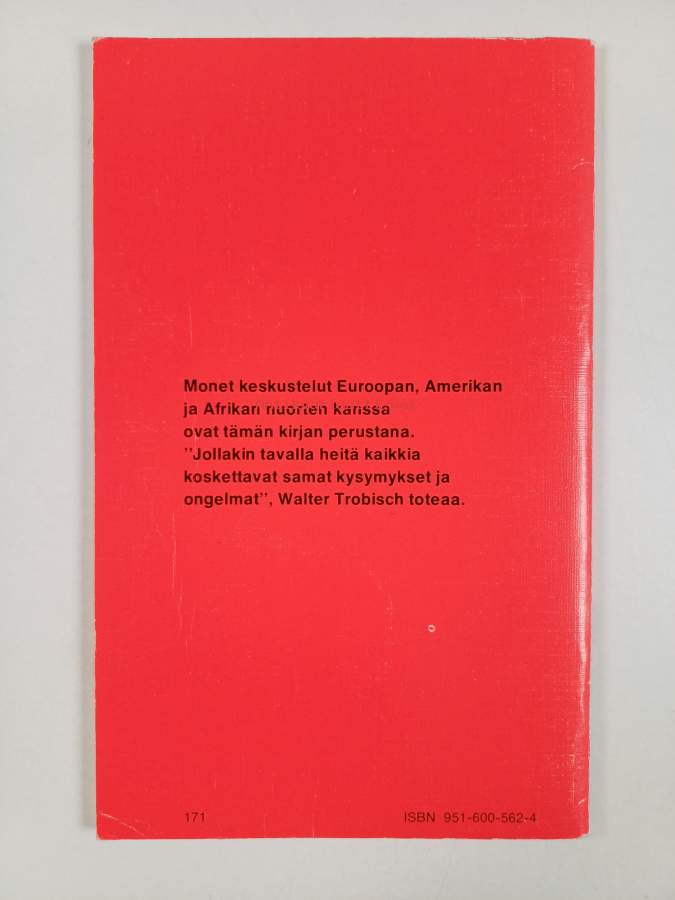 Monet keskustelut Euroopan, Amerikan
ja Afrikan nuorten kanssa
ovat tämän kirjan perustana.
”Jollakin tavalla heitä kaikkia
koskettavat samat kysymykset ja
ongelmat”, Walter Trobisch toteaa.
171
ISBN 951-600-562-4